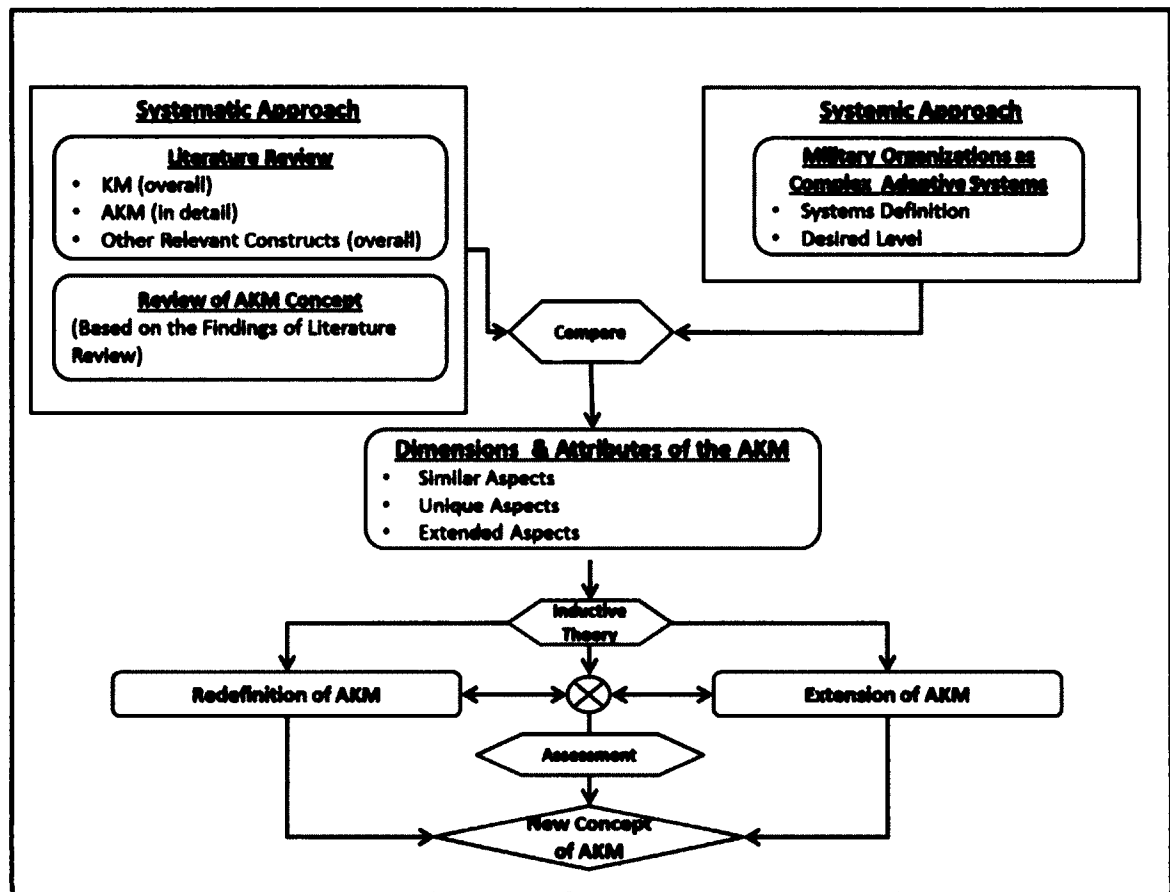 Systematic Approach
Literature Review
• KM (overall)
• AKM (in detail)
• Other Relevant Constructs (overall)
Review of AKM Concept
(Based on the Findings of Literature
Review)
Systemic Approach
Military Organizations as
Complex Adaptive Systems
• Systems Definition
• Desired Level
Compare
Dimensions & Attributes of the AKM
• Similar Aspects
• Unique Aspects
• Extended Aspects
Inductive
Theory
Redefinition of AKM
Extension of AKM
Assessment
New Concept
of AKM